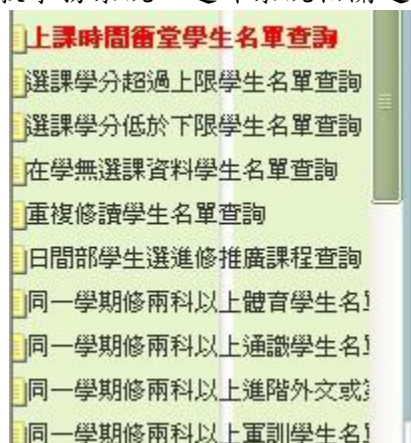 上課時間衝堂學生名單查詢
選課學分超過上限學生名單查詢
選課學分低於下限學生名單查詢
在學無選課資料學生名單查詢
重複修讀學生名單查詢
日間部學生選進修推廣課程查詢
同一學期修兩科以上體育學生名
同一學期修兩科以上通識學生名
同一學期修兩科以上進階外文或
同一學期修兩科以上軍訓學生名